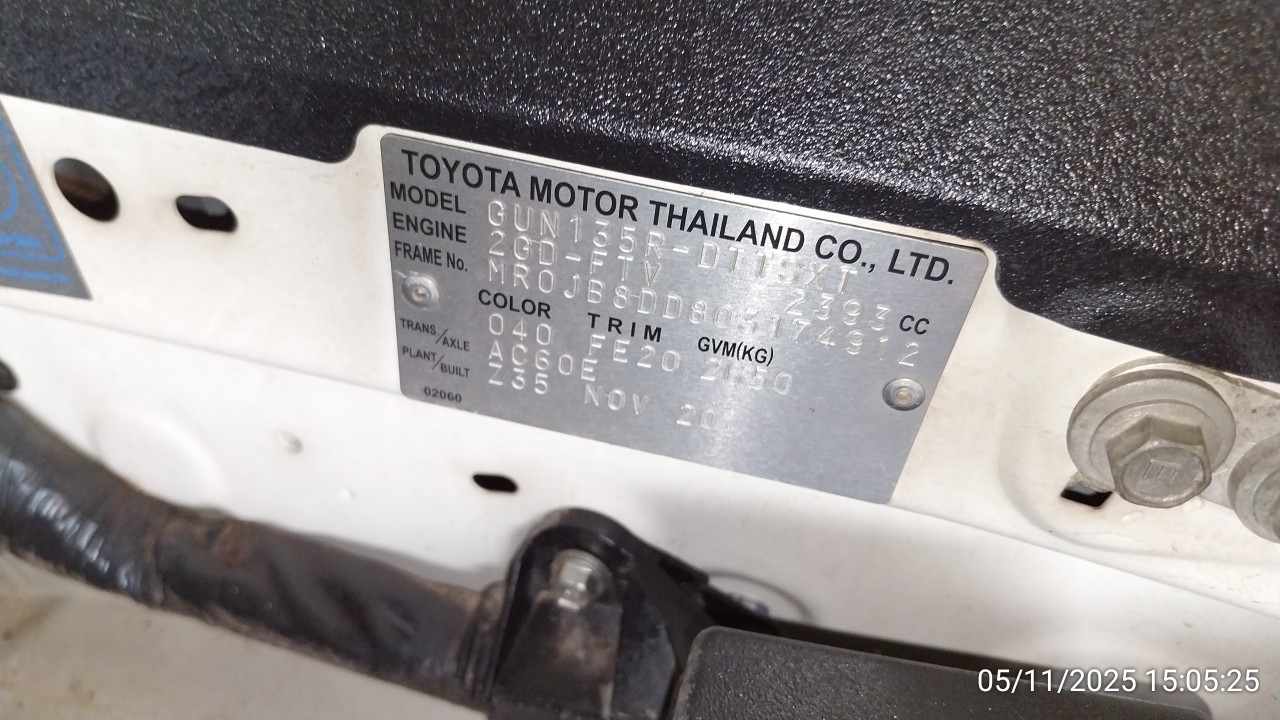 TOYOTA MOTOR THAILAND CO., LTD.
MODEL GUN135R-DTTSXT
ENGINE 2GD-FTV 2393 CC
FRAME No. MR0JB8DD805174912
COLOR TRIM GVM(KG)
040 FE20
TRANS/AXLE AC60E
PLANT/BUILT Z35 NOV
02060
05/11/2025 15:05:25